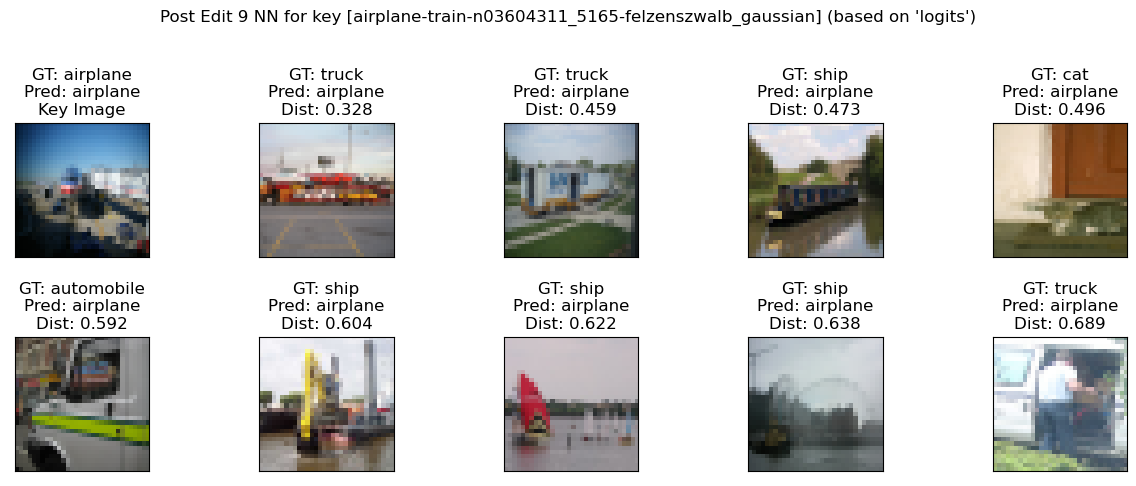 Post Edit 9 NN for key [airplane-train-n03604311_5165-felzenszwalb_gaussian] (based on 'logits')
GT: airplane
Pred: airplane
Key Image
GT: truck
Pred: airplane
Dist: 0.328
GT: truck
Pred: airplane
Dist: 0.459
GT: ship
Pred: airplane
Dist: 0.473
GT: cat
Pred: airplane
Dist: 0.496
GT: automobile
Pred: airplane
Dist: 0.592
GT: ship
Pred: airplane
Dist: 0.604
GT: ship
Pred: airplane
Dist: 0.622
GT: ship
Pred: airplane
Dist: 0.638
GT: truck
Pred: airplane
Dist: 0.689